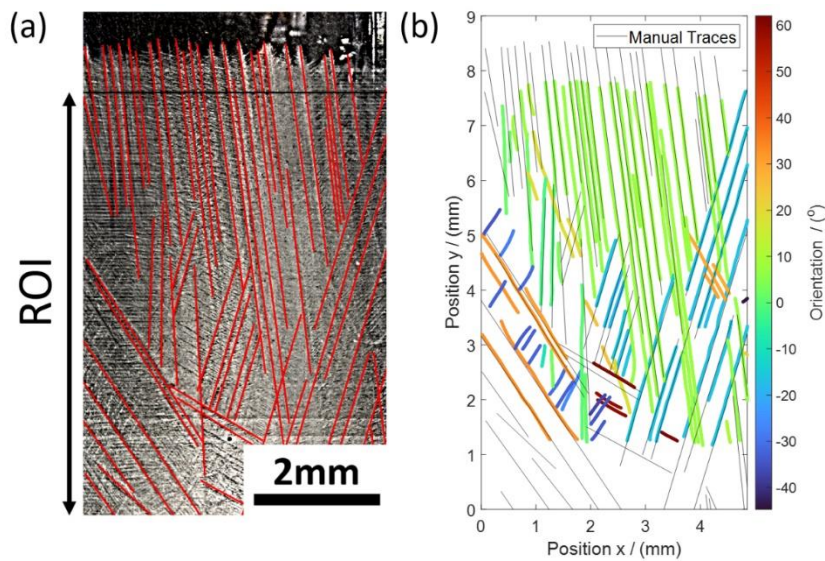 (a)
ROI
2mm
(b)
Manual Traces
9
8
7
6
5
4
3
2
1
0
Position y / (mm)
0 1 2 3 4
Position x / (mm)
60
50
40
30
20
10
0
-10
-20
-30
-40
Orientation / (°)